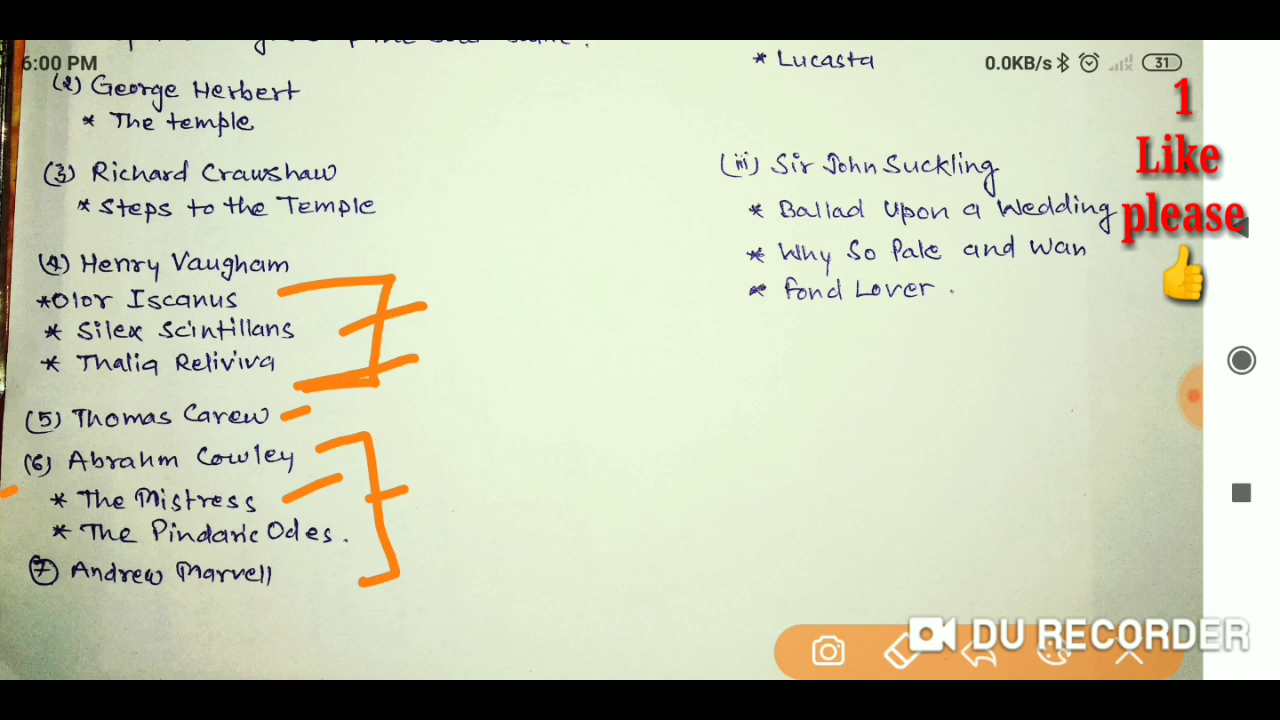 6:00 PM
0.0KB/s
31
(2) George Herbert
* The temple
(3) Richard Crawshaw
* Steps to the Temple
(4) Henry Vaugham
*Olor Iscanus
* Silex Scintillans
* Thalia Reliviva
(5) Thomas Carew
(6) Abrahm Cowley
* The Mistress
* The Pindaric Odes.
(7) Andrew Marvell
* Lucasta
(iii) Sir John Suckling
* Ballad Upon a Wedding
* Why So Pale and Wan
* Fond Lover.
1
Like
please
DU RECORDER